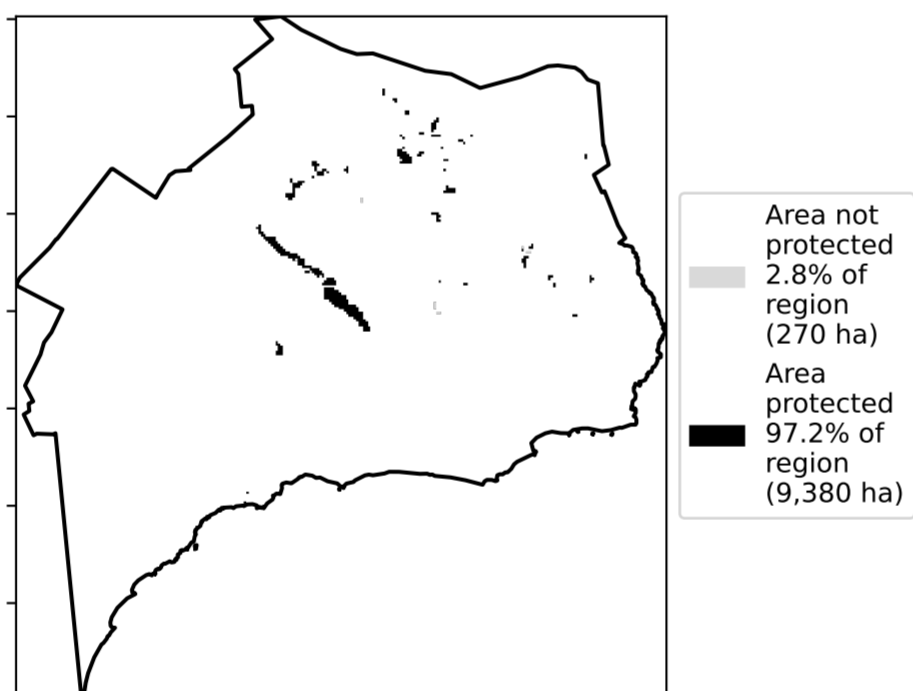 Area not
protected
2.8% of
region
(270 ha)
Area
protected
97.2% of
region
(9,380 ha)